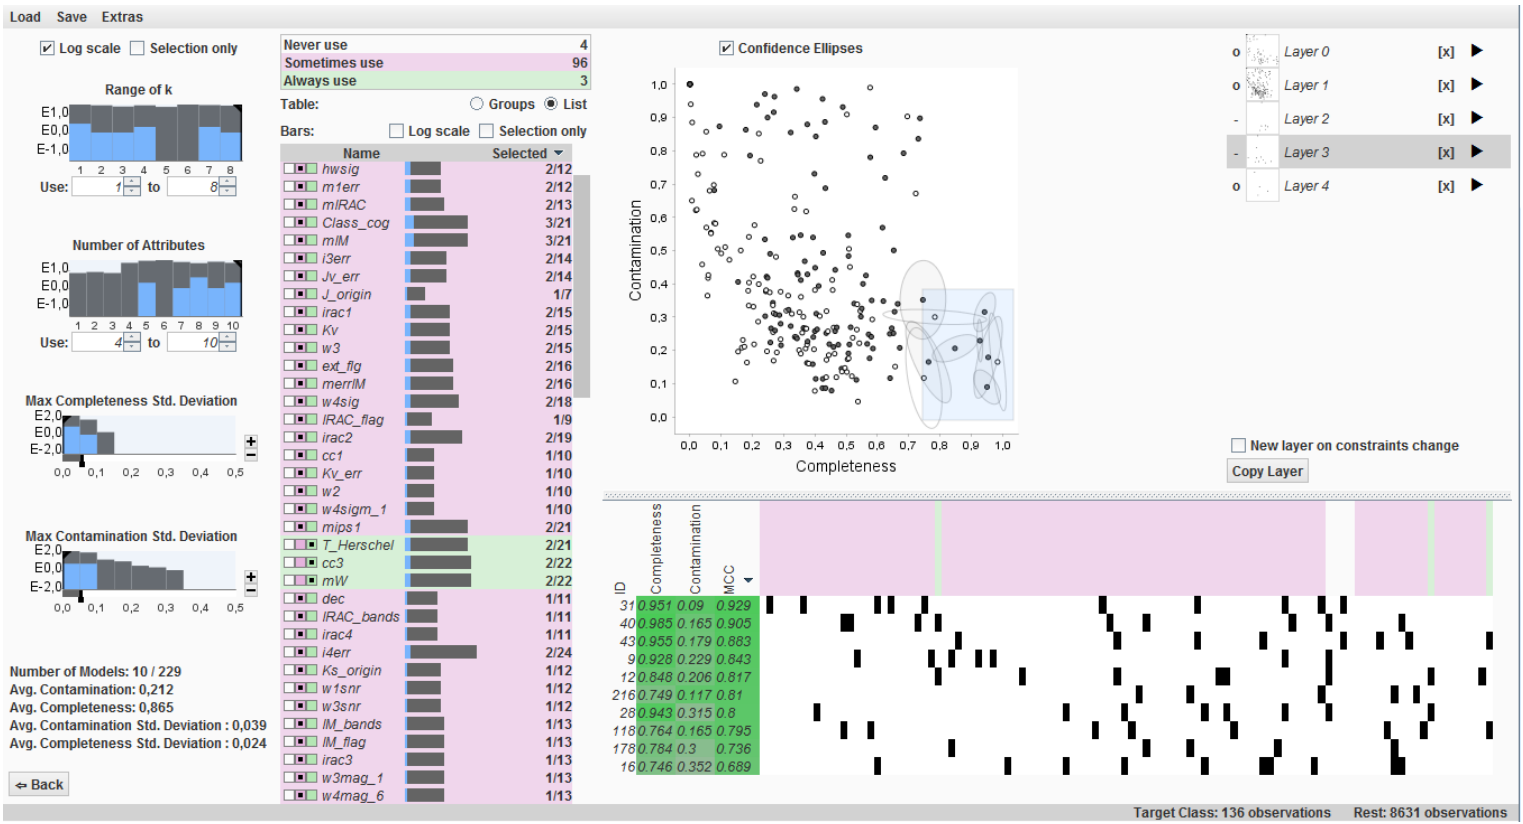 Load Save Extras
Log scale Selection only
Range of k
E1,0
E0,0
E-1,0
1 2 3 4 5 6 7 8
Use: 1 to 8
Number of Attributes
E1,0
E0,0
E-1,0
1 2 3 4 5 6 7 8 9 10
Use: 4 to 10
Max Completeness Std. Deviation
E2,0
E0,0
E-2,0
0,0 0,1 0,2 0,3 0,4 0,5
+
−
Max Contamination Std. Deviation
E2,0
E0,0
E-2,0
0,0 0,1 0,2 0,3 0,4 0,5
+
−
Number of Models: 10 / 229
Avg. Contamination: 0,212
Avg. Completeness: 0,865
Avg. Contamination Std. Deviation : 0,039
Avg. Completeness Std. Deviation : 0,024
⇦ Back
Never use 4
Sometimes use 96
Always use 3
Table: Groups List
Bars: Log scale Selection only
Name Selected
hwsig 2/12
m1err 2/12
mIRAC 2/13
Class_cog 3/21
mIM 3/21
i3err 2/14
Jv_err 2/14
J_origin 1/7
irac1 2/15
Kv 2/15
w3 2/15
ext_flg 2/16
merrIM 2/16
w4sig 2/18
IRAC_flag 1/9
irac2 2/19
cc1 1/10
Kv_err 1/10
w2 1/10
w4sigm_1 1/10
mips1 2/21
T_Herschel 2/21
cc3 2/22
mW 2/22
dec 1/11
IRAC_bands 1/11
irac4 1/11
i4err 2/24
Ks_origin 1/12
w1snr 1/12
w3snr 1/12
IM_bands 1/13
IM_flag 1/13
irac3 1/13
w3mag_1 1/13
w4mag_6 1/13
Confidence Ellipses
Contamination
1,0
0,9
0,8
0,7
0,6
0,5
0,4
0,3
0,2
0,1
0,0
0,0 0,1 0,2 0,3 0,4 0,5 0,6 0,7 0,8 0,9 1,0
Completeness
o Layer 0 [x]
o Layer 1 [x]
- Layer 2 [x]
- Layer 3 [x]
o Layer 4 [x]
New layer on constraints change
Copy Layer
ID Completeness Contamination MCC
31 0.951 0.09 0.929
40 0.985 0.165 0.905
43 0.955 0.179 0.883
9 0.928 0.229 0.843
12 0.848 0.206 0.817
216 0.749 0.117 0.81
28 0.943 0.315 0.8
118 0.764 0.165 0.795
178 0.784 0.3 0.736
16 0.746 0.352 0.689
Target Class: 136 observations Rest: 8631 observations